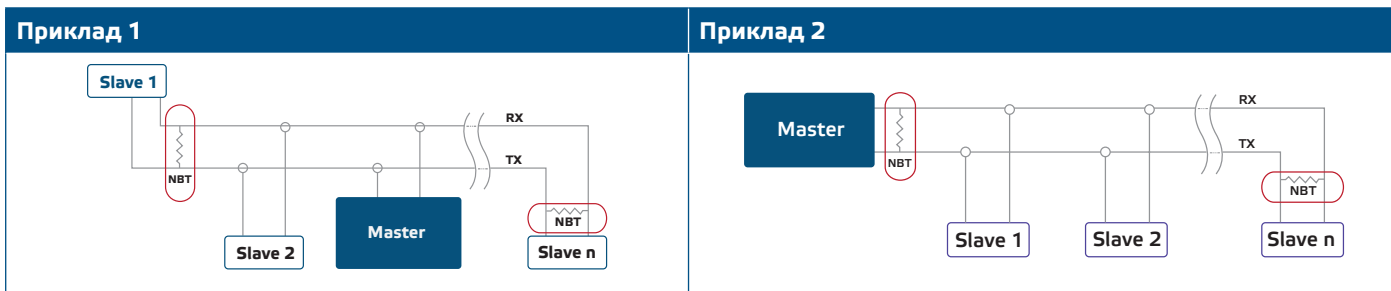 Приклад 1
Slave 1
RX
TX
NBT
NBT
Slave 2
Master
Slave n
Приклад 2
Master
RX
TX
NBT
NBT
Slave 1
Slave 2
Slave n